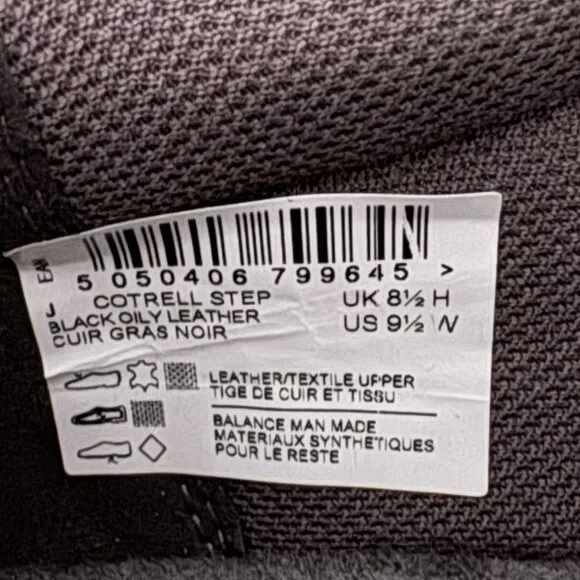 EAN
5 050406 799645 >
J COTRELL STEP UK 8½ H
BLACK OILY LEATHER US 9½ W
CUIR GRAS NOIR
LEATHER/TEXTILE UPPER
TIGE DE CUIR ET TISSU
BALANCE MAN MADE
MATERIAUX SYNTHETIQUES
POUR LE RESTE